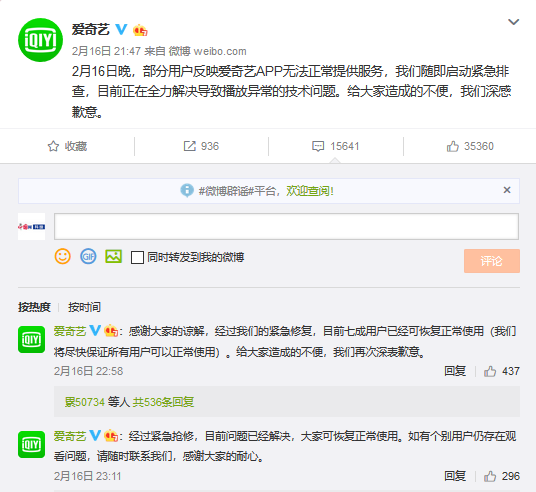 iQIYI
爱奇艺
2月16日 21:47 来自 微博 weibo.com
2月16日晚，部分用户反映爱奇艺APP无法正常提供服务，我们随即启动紧急排
查，目前正在全力解决导致播放异常的技术问题。给大家造成的不便，我们深感
歉意。
收藏 936 15641 35360
#微博辟谣#平台，欢迎查阅！ ×
GIF 同时转发到我的微博 评论
按热度 | 按时间
iQIYI
爱奇艺：感谢大家的谅解，经过我们的紧急修复，目前七成用户已经可恢复正常使用（我们
将尽快保证所有用户可以正常使用）。给大家造成的不便，我们再次深表歉意。
2月16日 22:58 回复 437
累50734 等人 共536条回复
iQIYI
爱奇艺：经过紧急抢修，目前问题已经解决，大家可恢复正常使用。如有个别用户仍存在观
看问题，请随时联系我们，感谢大家的耐心。
2月16日 23:11 回复 296